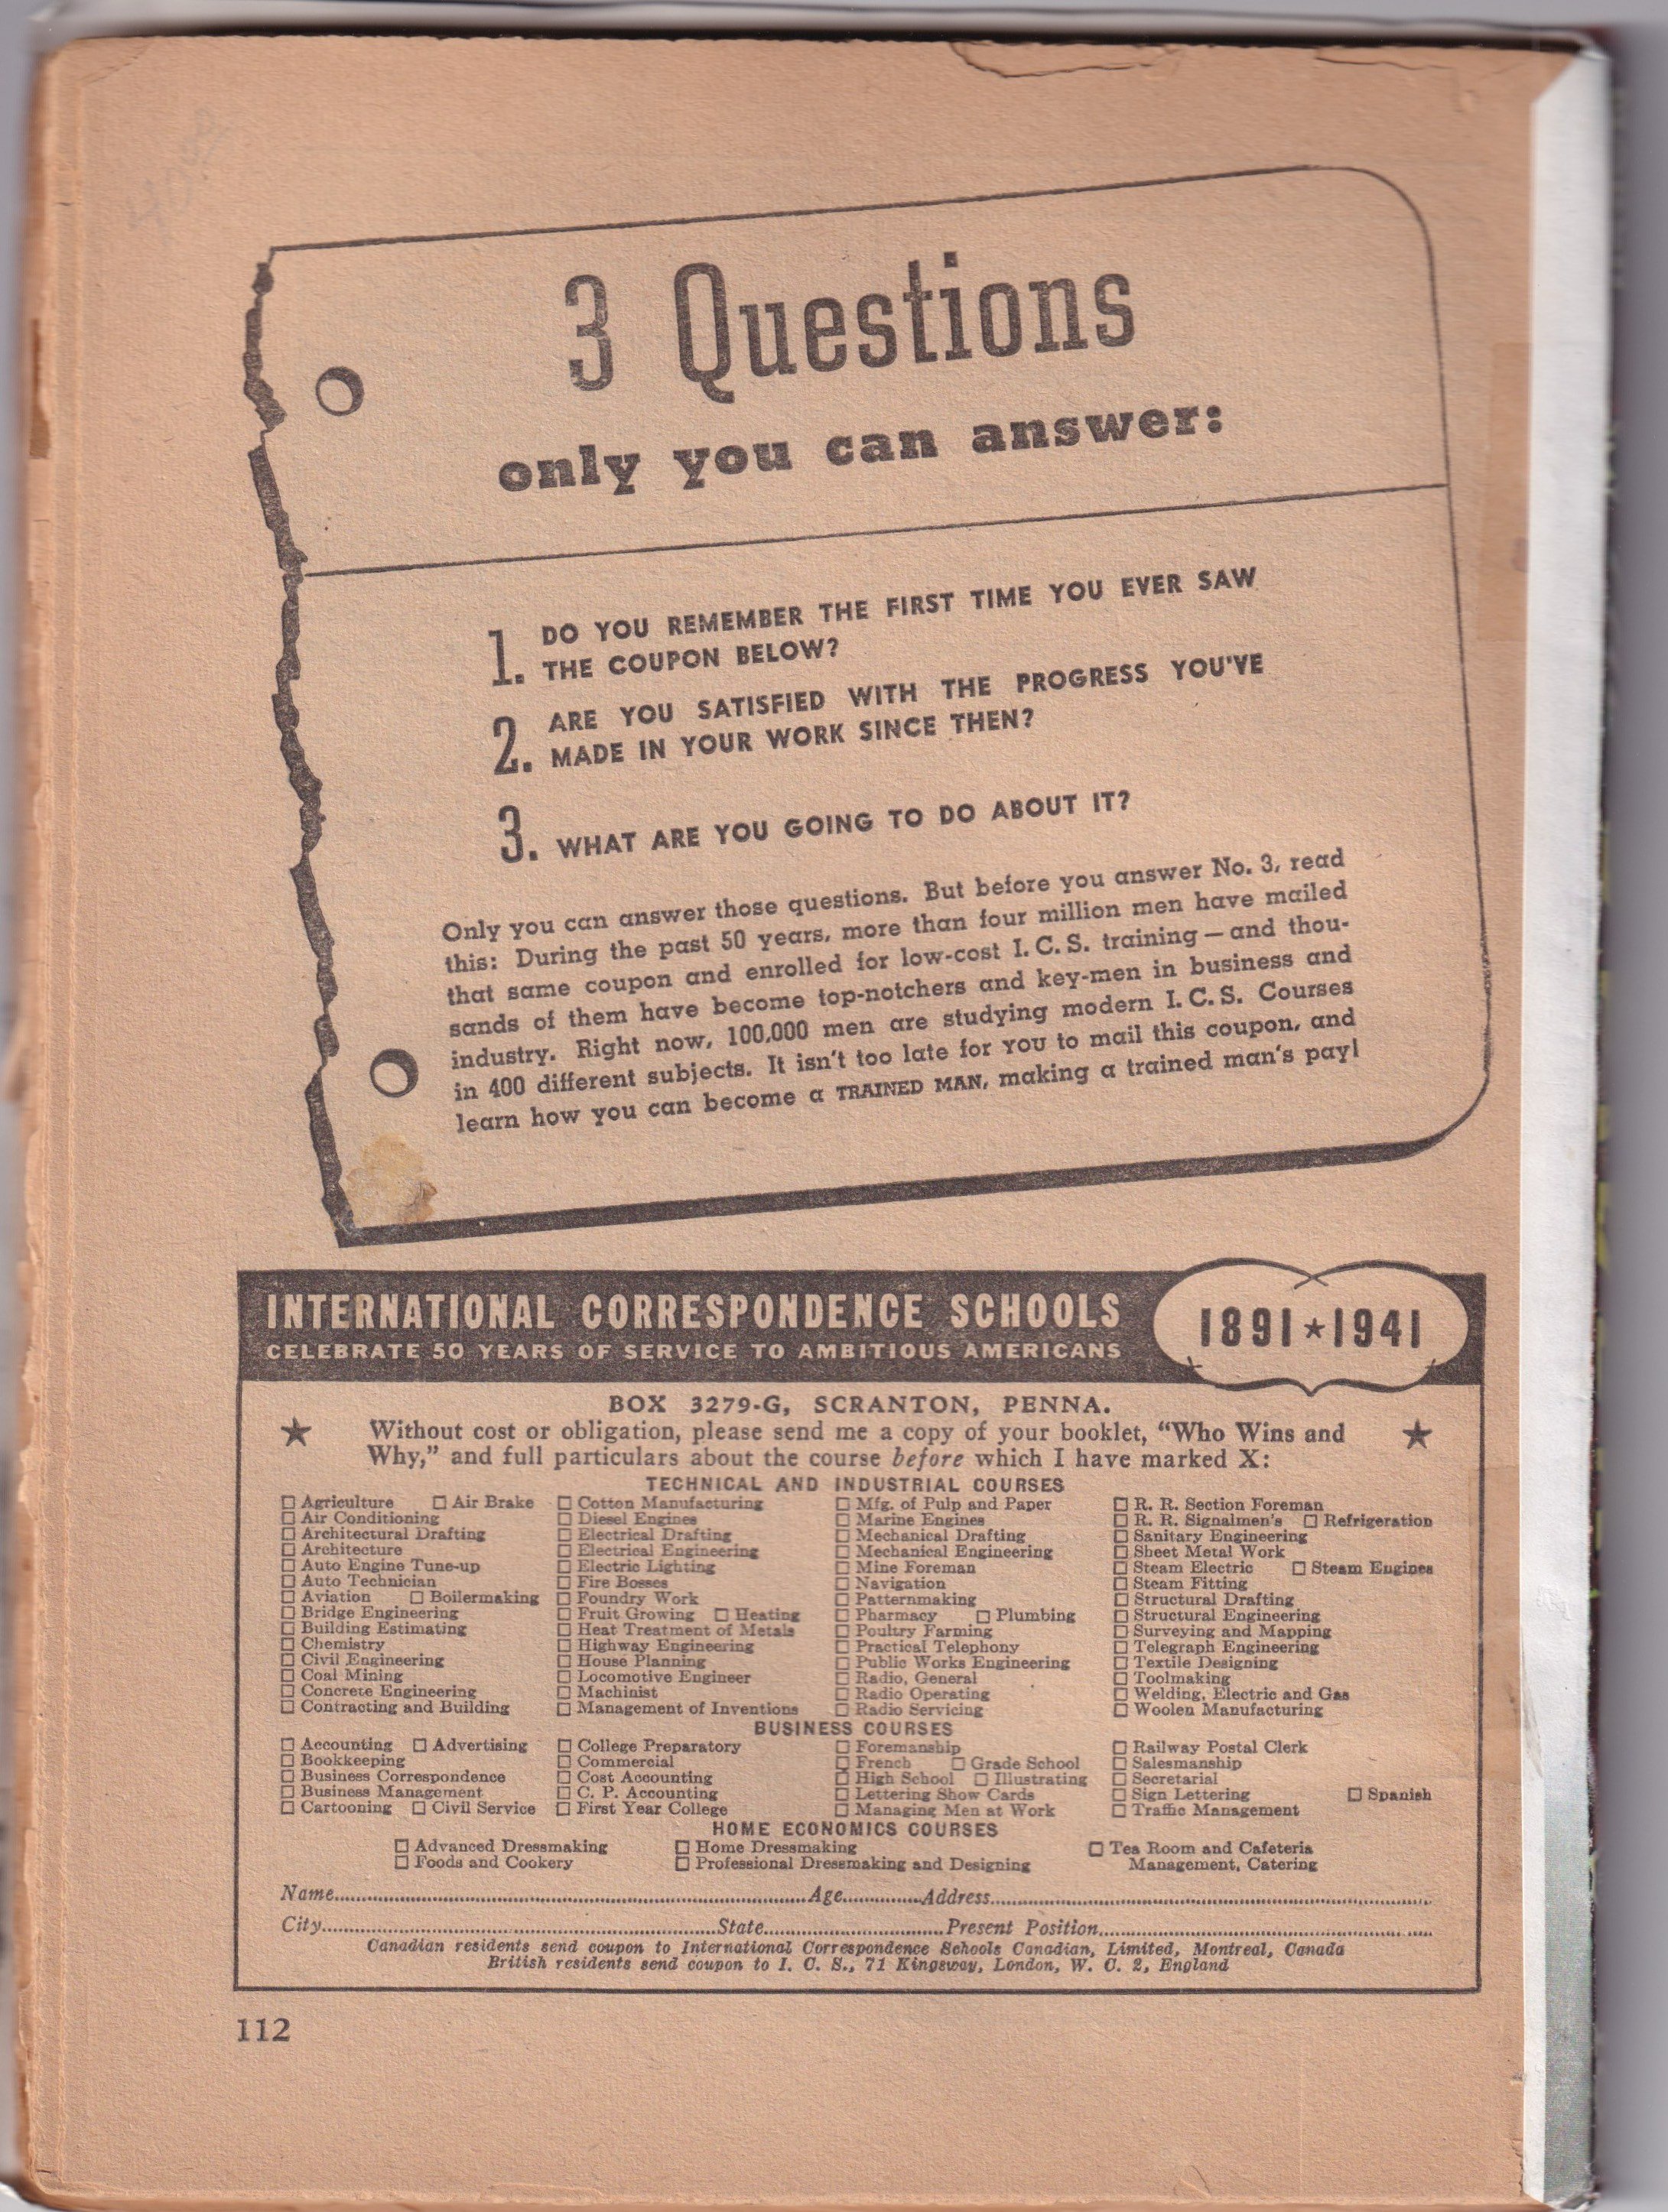 3 Questions
only you can answer:
1. DO YOU REMEMBER THE FIRST TIME YOU EVER SAW
THE COUPON BELOW?
2. ARE YOU SATISFIED WITH THE PROGRESS YOU'VE
MADE IN YOUR WORK SINCE THEN?
3. WHAT ARE YOU GOING TO DO ABOUT IT?
Only you can answer those questions. But before you answer No. 3, read
this: During the past 50 years, more than four million men have mailed
that same coupon and enrolled for low-cost I. C. S. training — and thou-
sands of them have become top-notchers and key-men in business and
industry. Right now, 100,000 men are studying modern I. C. S. Courses
in 400 different subjects. It isn't too late for YOU to mail this coupon, and
learn how you can become a TRAINED MAN, making a trained man's pay!
INTERNATIONAL CORRESPONDENCE SCHOOLS
CELEBRATE 50 YEARS OF SERVICE TO AMBITIOUS AMERICANS
1891★1941
BOX 3279-G, SCRANTON, PENNA.
★ Without cost or obligation, please send me a copy of your booklet, “Who Wins and ★
Why,” and full particulars about the course before which I have marked X:
TECHNICAL AND INDUSTRIAL COURSES
☐ Agriculture ☐ Air Brake
☐ Air Conditioning
☐ Architectural Drafting
☐ Architecture
☐ Auto Engine Tune-up
☐ Auto Technician
☐ Aviation ☐ Boilermaking
☐ Bridge Engineering
☐ Building Estimating
☐ Chemistry
☐ Civil Engineering
☐ Coal Mining
☐ Concrete Engineering
☐ Contracting and Building
☐ Cotton Manufacturing
☐ Diesel Engines
☐ Electrical Drafting
☐ Electrical Engineering
☐ Electric Lighting
☐ Fire Bosses
☐ Foundry Work
☐ Fruit Growing ☐ Heating
☐ Heat Treatment of Metals
☐ Highway Engineering
☐ House Planning
☐ Locomotive Engineer
☐ Machinist
☐ Management of Inventions
☐ Mfg. of Pulp and Paper
☐ Marine Engines
☐ Mechanical Drafting
☐ Mechanical Engineering
☐ Mine Foreman
☐ Navigation
☐ Patternmaking
☐ Pharmacy ☐ Plumbing
☐ Poultry Farming
☐ Practical Telephony
☐ Public Works Engineering
☐ Radio, General
☐ Radio Operating
☐ Radio Servicing
☐ R. R. Section Foreman
☐ R. R. Signalmen's ☐ Refrigeration
☐ Sanitary Engineering
☐ Sheet Metal Work
☐ Steam Electric ☐ Steam Engines
☐ Steam Fitting
☐ Structural Drafting
☐ Structural Engineering
☐ Surveying and Mapping
☐ Telegraph Engineering
☐ Textile Designing
☐ Toolmaking
☐ Welding, Electric and Gas
☐ Woolen Manufacturing
BUSINESS COURSES
☐ Accounting ☐ Advertising
☐ Bookkeeping
☐ Business Correspondence
☐ Business Management
☐ Cartooning ☐ Civil Service
☐ College Preparatory
☐ Commercial
☐ Cost Accounting
☐ C. P. Accounting
☐ First Year College
☐ Foremanship
☐ French ☐ Grade School
☐ High School ☐ Illustrating
☐ Lettering Show Cards
☐ Managing Men at Work
☐ Railway Postal Clerk
☐ Salesmanship
☐ Secretarial
☐ Sign Lettering ☐ Spanish
☐ Traffic Management
HOME ECONOMICS COURSES
☐ Advanced Dressmaking
☐ Foods and Cookery
☐ Home Dressmaking
☐ Professional Dressmaking and Designing
☐ Tea Room and Cafeteria
Management, Catering
Name..........Age..........Address..........
City..........State..........Present Position..........
Canadian residents send coupon to International Correspondence Schools Canadian, Limited, Montreal, Canada
British residents send coupon to I. C. S., 71 Kingsway, London, W. C. 2, England
112